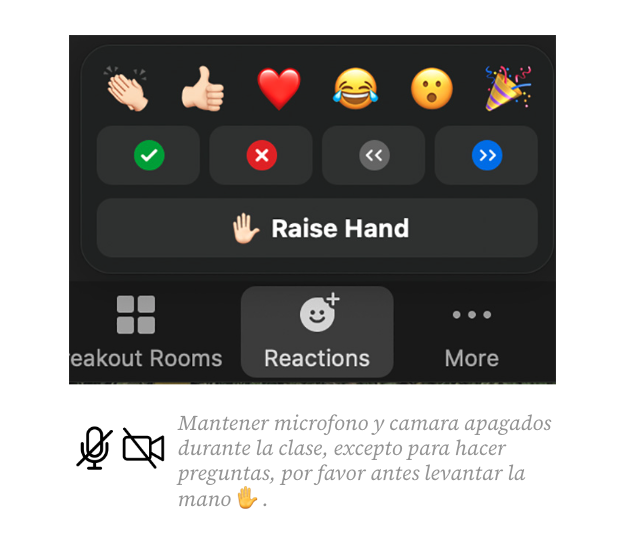 Raise Hand
Rooms
Reactions
More
Mantener microfono y camara apagados
durante la clase, excepto para hacer
preguntas, por favor antes levantar la
mano ✋ .